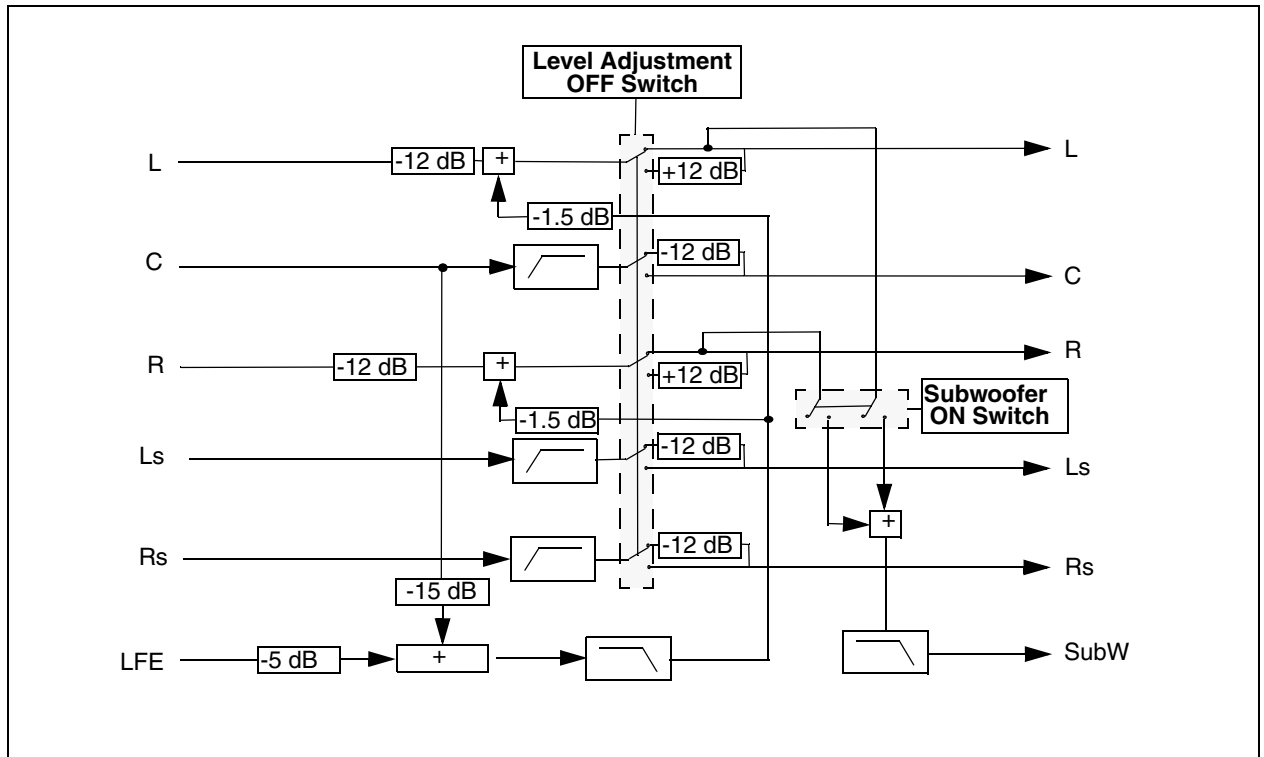 Level Adjustment
OFF Switch
L
-12 dB
+
+12 dB
L
-1.5 dB
C
-12 dB
C
R
-12 dB
+
+12 dB
R
Subwoofer
ON Switch
-1.5 dB
Ls
-12 dB
Ls
+
Rs
-12 dB
Rs
-15 dB
LFE
-5 dB
+
SubW